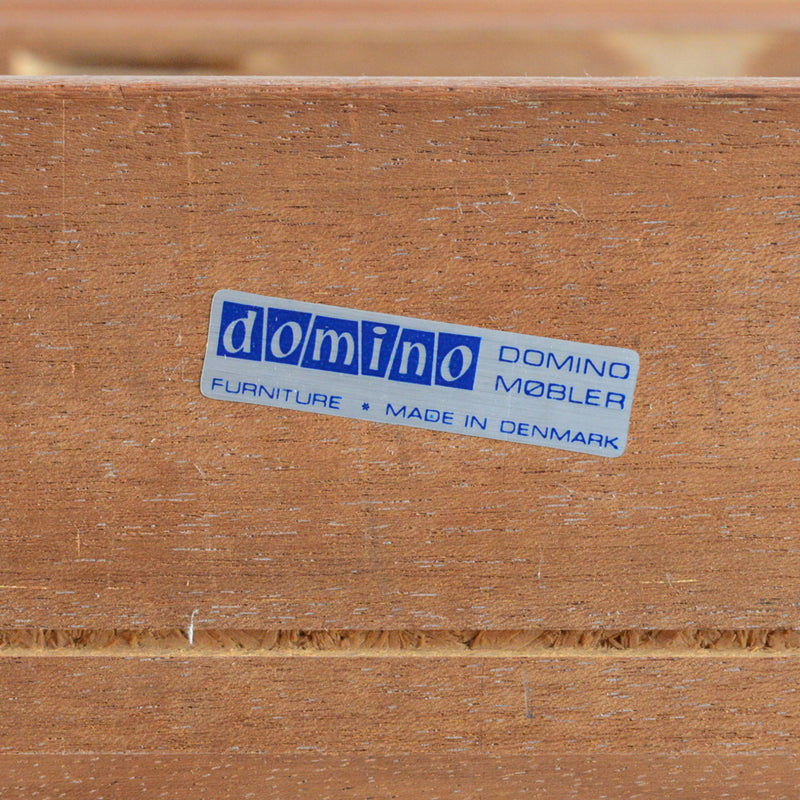 domino
DOMINO
MØBLER
FURNITURE * MADE IN DENMARK